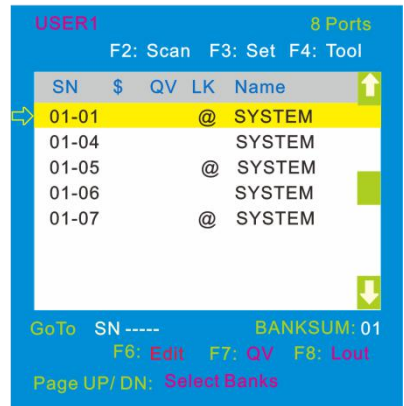 USER1 8 Ports
F2: Scan F3: Set F4: Tool
SN $ QV LK Name
01-01 @ SYSTEM
01-04 SYSTEM
01-05 @ SYSTEM
01-06 SYSTEM
01-07 @ SYSTEM
GoTo SN ----- BANKSUM: 01
F6: Edit F7: QV F8: Lout
Page UP/ DN: Select Banks